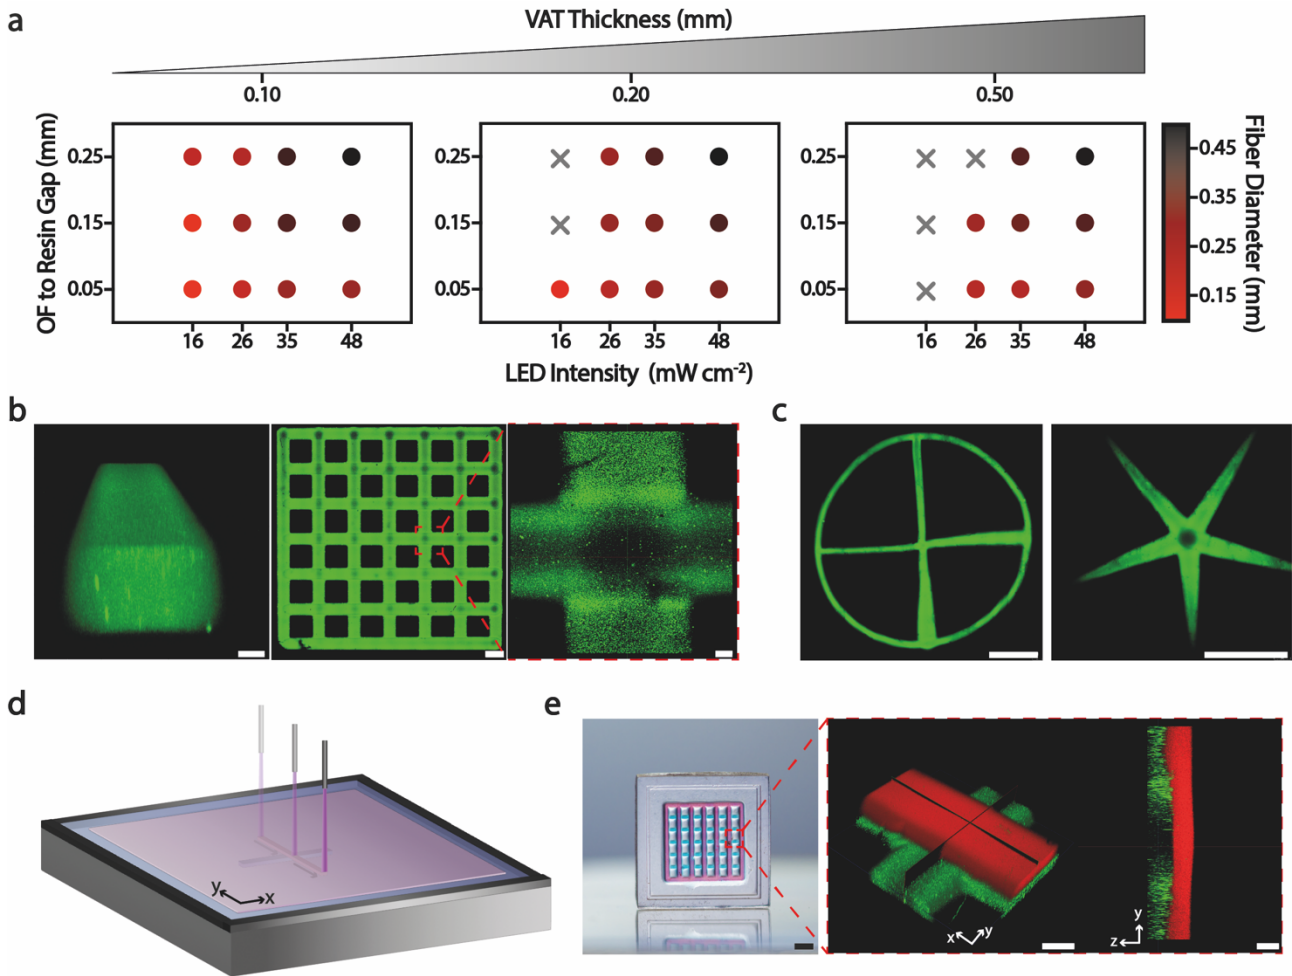 a
VAT Thickness (mm)
0.10 0.20 0.50
OF to Resin Gap (mm)
0.25
0.15
0.05
16 26 35 48
0.25
0.15
0.05
16 26 35 48
0.25
0.15
0.05
16 26 35 48
LED Intensity (mW cm⁻²)
Fiber Diameter (mm)
0.45
0.35
0.25
0.15
b
c
d
y x
e
x y
y
z